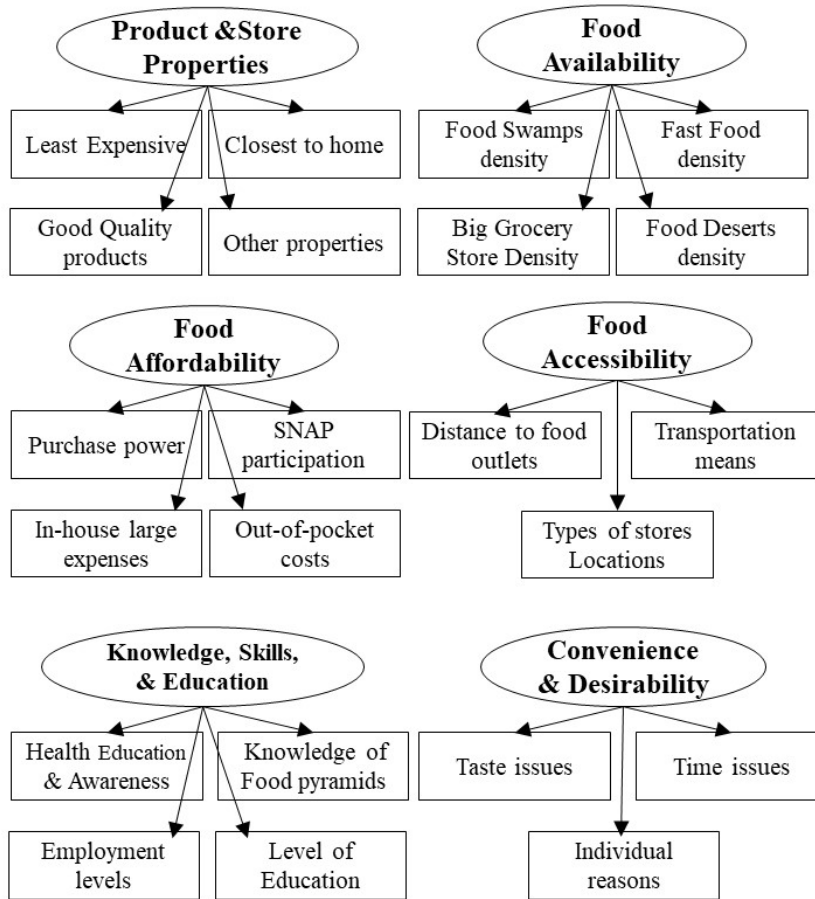 Product &Store
Properties
Least Expensive
Closest to home
Good Quality
products
Other properties
Food
Availability
Food Swamps
density
Fast Food
density
Big Grocery
Store Density
Food Deserts
density
Food
Affordability
Purchase power
SNAP
participation
In-house large
expenses
Out-of-pocket
costs
Food
Accessibility
Distance to food
outlets
Transportation
means
Types of stores
Locations
Knowledge, Skills,
& Education
Health Education
& Awareness
Knowledge of
Food pyramids
Employment
levels
Level of
Education
Convenience
& Desirability
Taste issues
Time issues
Individual
reasons